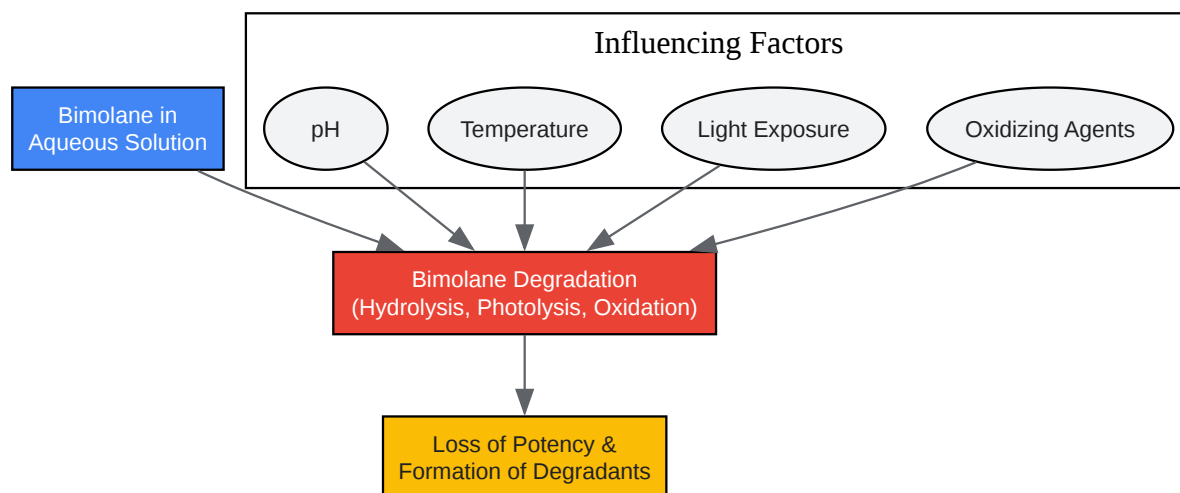 Influencing Factors
Bimolane in
Aqueous Solution
pH
Temperature
Light Exposure
Oxidizing Agents
Bimolane Degradation
(Hydrolysis, Photolysis, Oxidation)
Loss of Potency &
Formation of Degradants